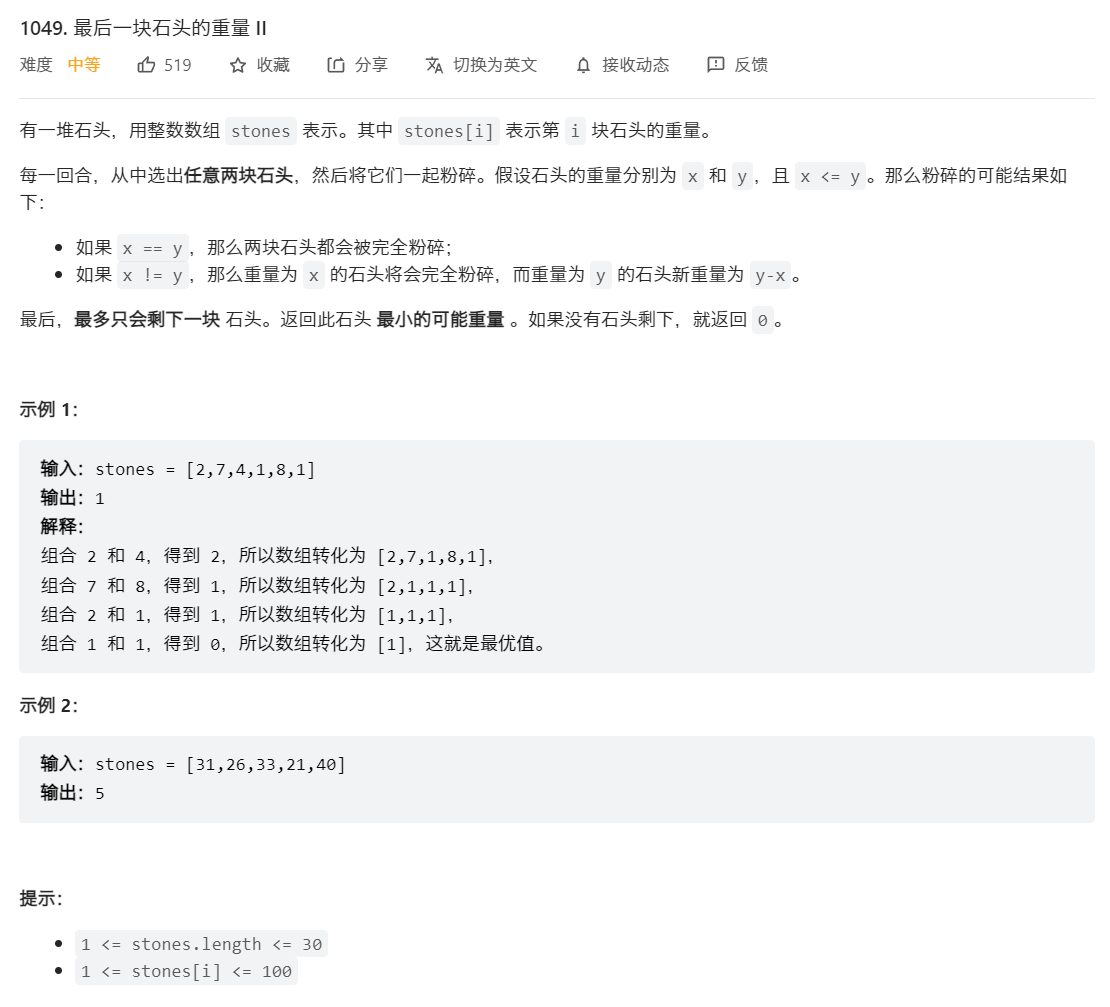 1049. 最后一块石头的重量 II
难度 中等 519 收藏 分享 切换为英文 接收动态 反馈
有一堆石头，用整数数组 stones 表示。其中 stones[i] 表示第 i 块石头的重量。
每一回合，从中选出任意两块石头，然后将它们一起粉碎。假设石头的重量分别为 x 和 y，且 x <= y。那么粉碎的可能结果如
下：
如果 x == y，那么两块石头都会被完全粉碎；
如果 x != y，那么重量为 x 的石头将会完全粉碎，而重量为 y 的石头新重量为 y-x。
最后，最多只会剩下一块 石头。返回此石头 最小的可能重量 。如果没有石头剩下，就返回 0。
示例 1：
输入：stones = [2,7,4,1,8,1]
输出：1
解释：
组合 2 和 4，得到 2，所以数组转化为 [2,7,1,8,1]，
组合 7 和 8，得到 1，所以数组转化为 [2,1,1,1]，
组合 2 和 1，得到 1，所以数组转化为 [1,1,1]，
组合 1 和 1，得到 0，所以数组转化为 [1]，这就是最优值。
示例 2：
输入：stones = [31,26,33,21,40]
输出：5
提示：
1 <= stones.length <= 30
1 <= stones[i] <= 100